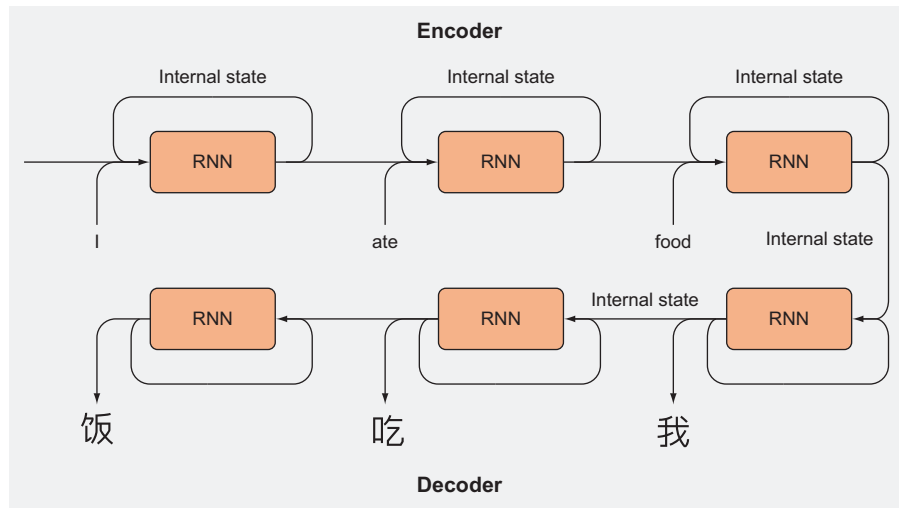 Encoder
Internal state Internal state Internal state
RNN RNN RNN
I ate food
Internal state
Internal state
RNN RNN RNN
饭 吃 我
Decoder